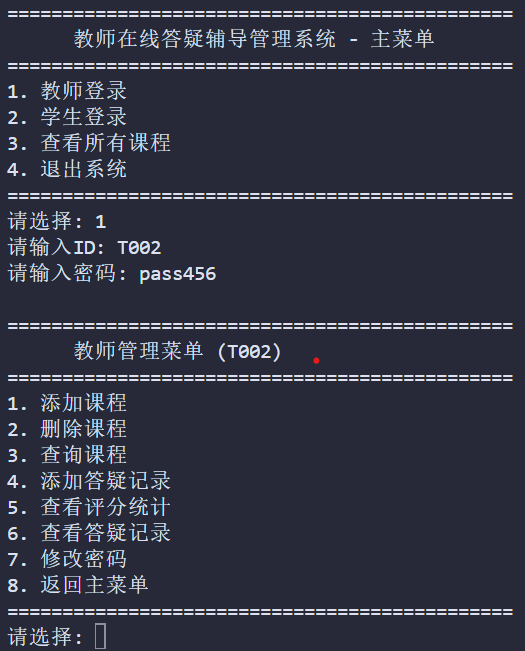 ==============================================
教师在线答疑辅导管理系统 - 主菜单
==============================================
1. 教师登录
2. 学生登录
3. 查看所有课程
4. 退出系统
==============================================
请选择: 1
请输入ID: T002
请输入密码: pass456
==============================================
教师管理菜单 (T002)
==============================================
1. 添加课程
2. 删除课程
3. 查询课程
4. 添加答疑记录
5. 查看评分统计
6. 查看答疑记录
7. 修改密码
8. 返回主菜单
==============================================
请选择: